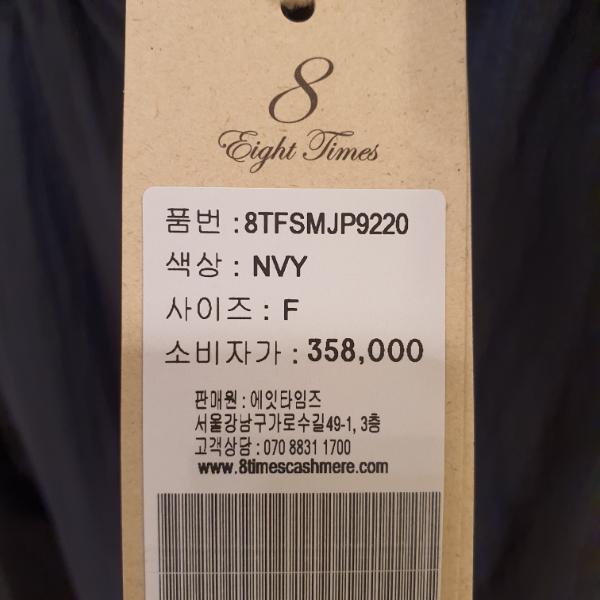 8
Eight Times
품번 : 8TFSMJP9220
색상 : NVY
사이즈 : F
소비자가 : 358,000
판매원 : 에잇타임즈
서울강남구가로수길49-1, 3층
고객상담 : 070 8831 1700
www.8timescashmere.com